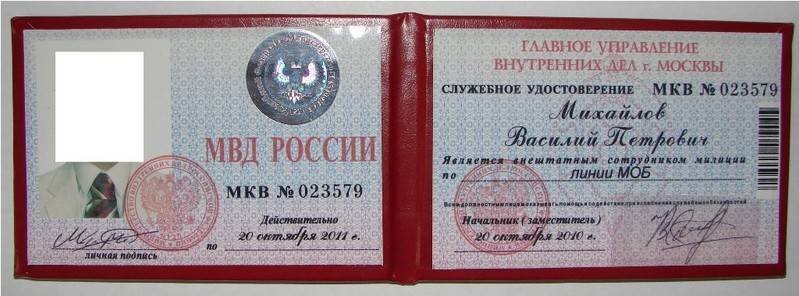 МВД РОССИИ
МКВ № 023579
Действительно
по 20 октября 2011 г.
личная подпись
ГЛАВНОЕ УПРАВЛЕНИЕ
ВНУТРЕННИХ ДЕЛ г. МОСКВЫ
СЛУЖЕБНОЕ УДОСТОВЕРЕНИЕ МКВ № 023579
Михайлов
Василий Петрович
Является внештатным сотрудником милиции
по линии МОБ
Начальник (заместитель)
20 октября 2010 г.